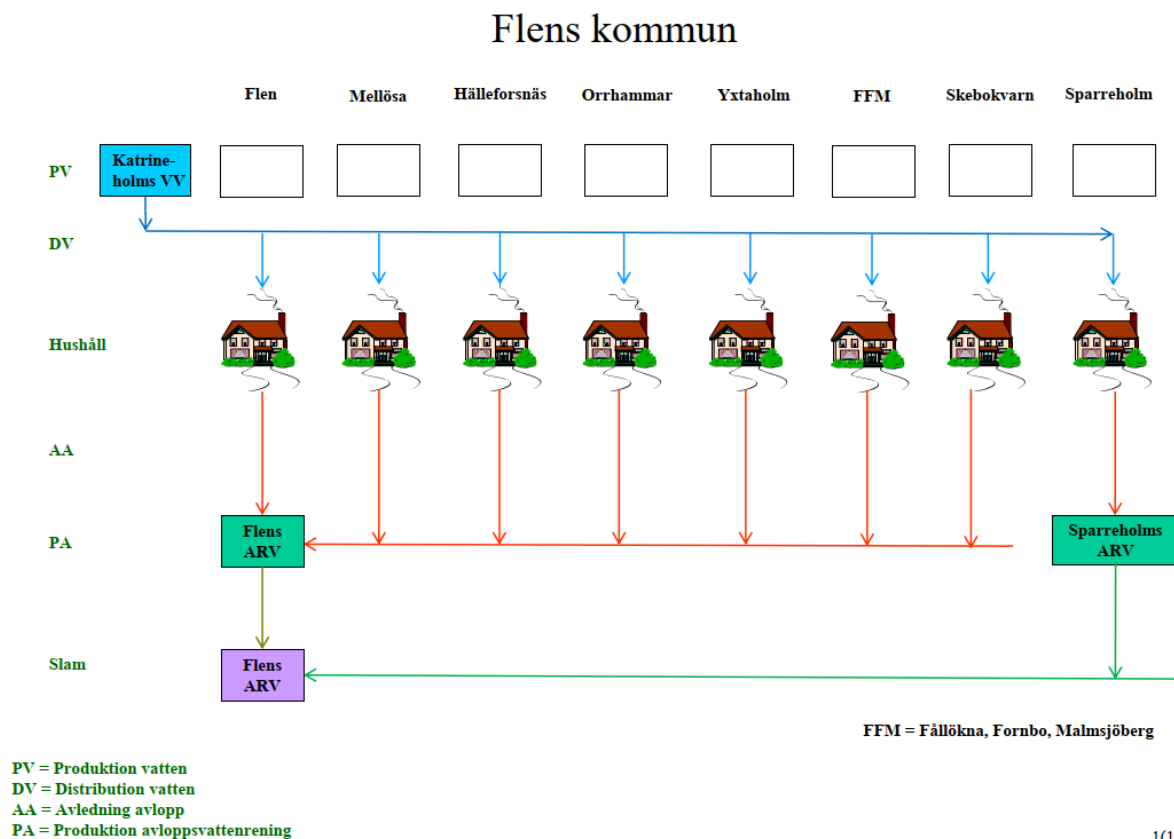 Flens kommun
Flen Mellösa Hälleforsnäs Orrhammar Yxtaholm FFM Skebokvarn Sparreholm
PV
Katrine-
holms VV
DV
Hushåll
AA
PA
Flens
ARV
Sparreholms
ARV
Slam
Flens
ARV
FFM = Fållökna, Fornbo, Malmsjöberg
PV = Produktion vatten
DV = Distribution vatten
AA = Avledning avlopp
PA = Produktion avloppsvattenrening
1(1